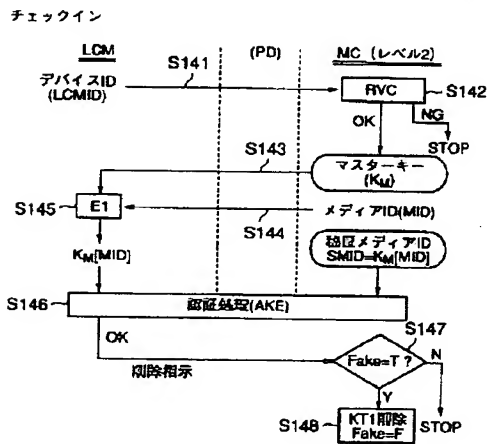 チェックイン
LCM
(PD)
MC (レベル2)
デバイスID
(LCMID)
S141
RVC
S142
OK
NG
STOP
S143
マスターキー
(KM)
S145
E1
S144
メディアID(MID)
KM[MID]
秘匿メディアID
SMID=KM[MID]
S146
認証処理(AKE)
OK
S147
Fake=T ?
N
削除指示
Y
S148
KT1削除
Fake=F
STOP